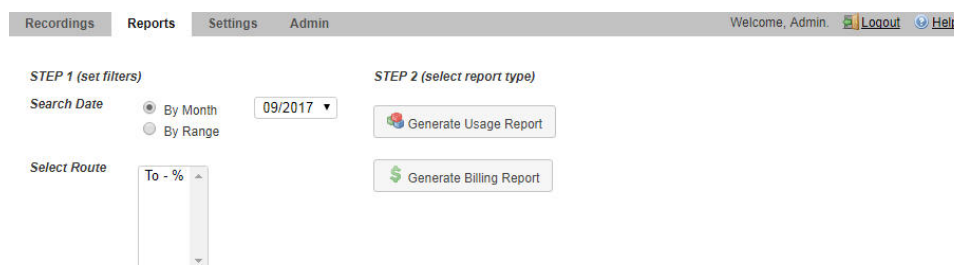 Recordings Reports Settings Admin Welcome, Admin. Logout Help
STEP 1 (set filters) STEP 2 (select report type)
Search Date By Month 09/2017
By Range
Generate Usage Report
Select Route To - %
Generate Billing Report